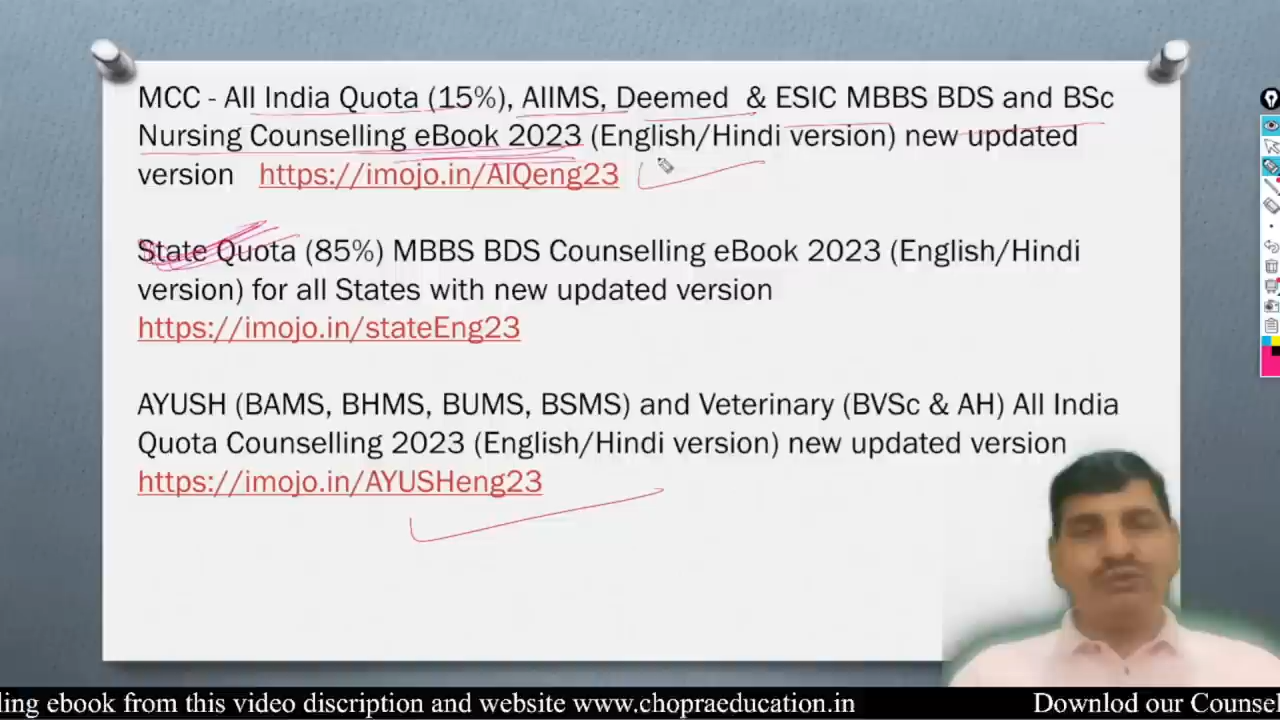 MCC - All India Quota (15%), AIIMS, Deemed & ESIC MBBS BDS and BSc
Nursing Counselling eBook 2023 (English/Hindi version) new updated
version https://imojo.in/AIQeng23
State Quota (85%) MBBS BDS Counselling eBook 2023 (English/Hindi
version) for all States with new updated version
https://imojo.in/stateEng23
AYUSH (BAMS, BHMS, BUMS, BSMS) and Veterinary (BVSc & AH) All India
Quota Counselling 2023 (English/Hindi version) new updated version
https://imojo.in/AYUSHeng23
ling ebook from this video discription and website www.chopraeducation.in Downlod our Counsel